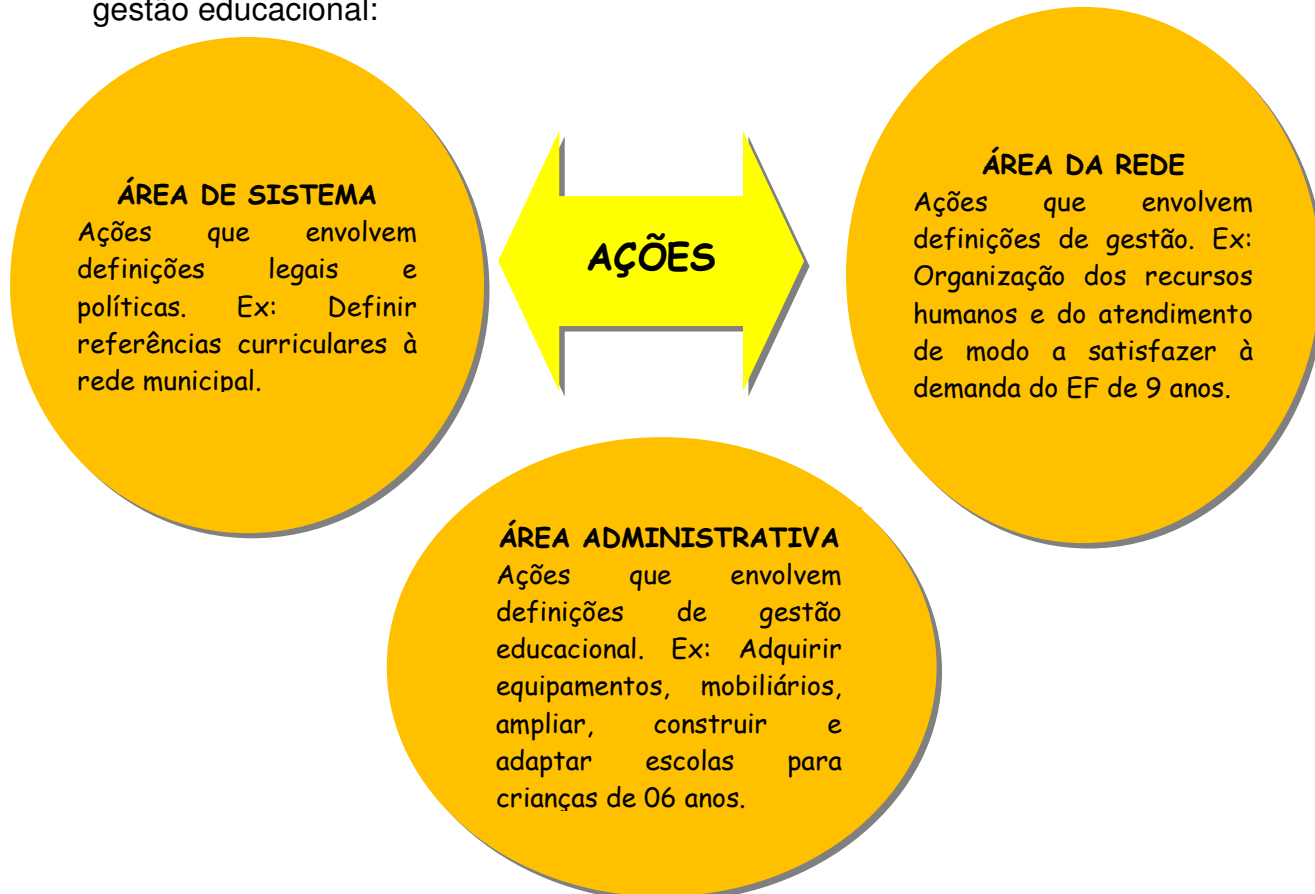 gestão educacional:
ÁREA DE SISTEMA
Ações que envolvem
definições legais e
políticas. Ex: Definir
referências curriculares à
rede municipal.
AÇÕES
ÁREA DA REDE
Ações que envolvem
definições de gestão. Ex:
Organização dos recursos
humanos e do atendimento
de modo a satisfazer à
demanda do EF de 9 anos.
ÁREA ADMINISTRATIVA
Ações que envolvem
definições de gestão
educacional. Ex: Adquirir
equipamentos, mobiliários,
ampliar, construir e
adaptar escolas para
crianças de 06 anos.